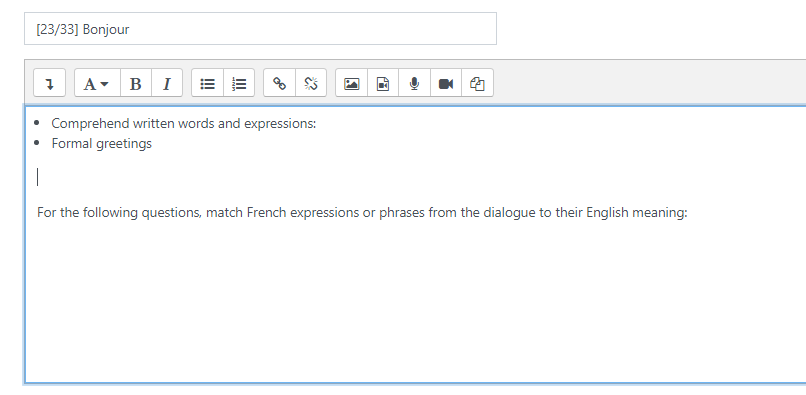 [23/33] Bonjour
A B I
Comprehend written words and expressions:
Formal greetings
For the following questions, match French expressions or phrases from the dialogue to their English meaning: